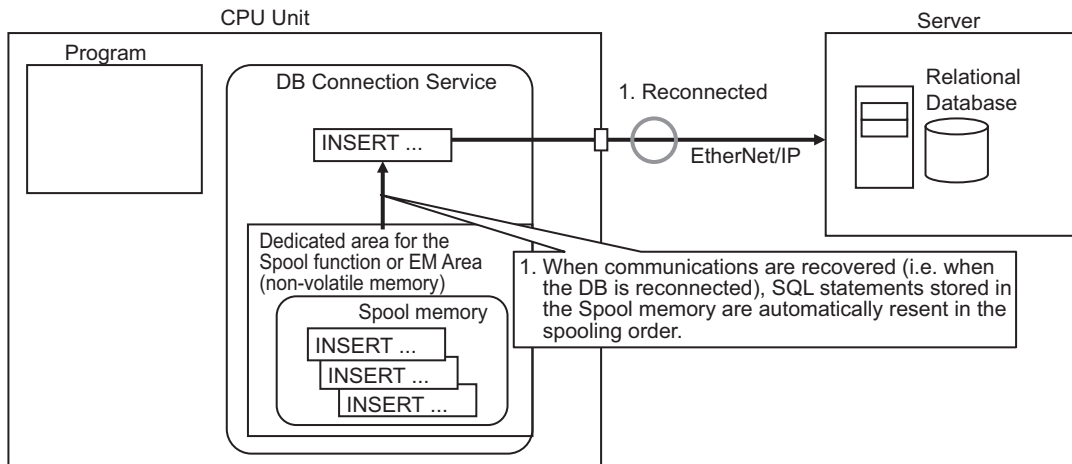 CPU Unit
Server
Program
DB Connection Service
1. Reconnected
Relational
Database
INSERT ...
EtherNet/IP
Dedicated area for the
Spool function or EM Area
(non-volatile memory)
1. When communications are recovered (i.e. when
the DB is reconnected), SQL statements stored in
the Spool memory are automatically resent in the
spooling order.
Spool memory
INSERT ...
INSERT ...
INSERT ...